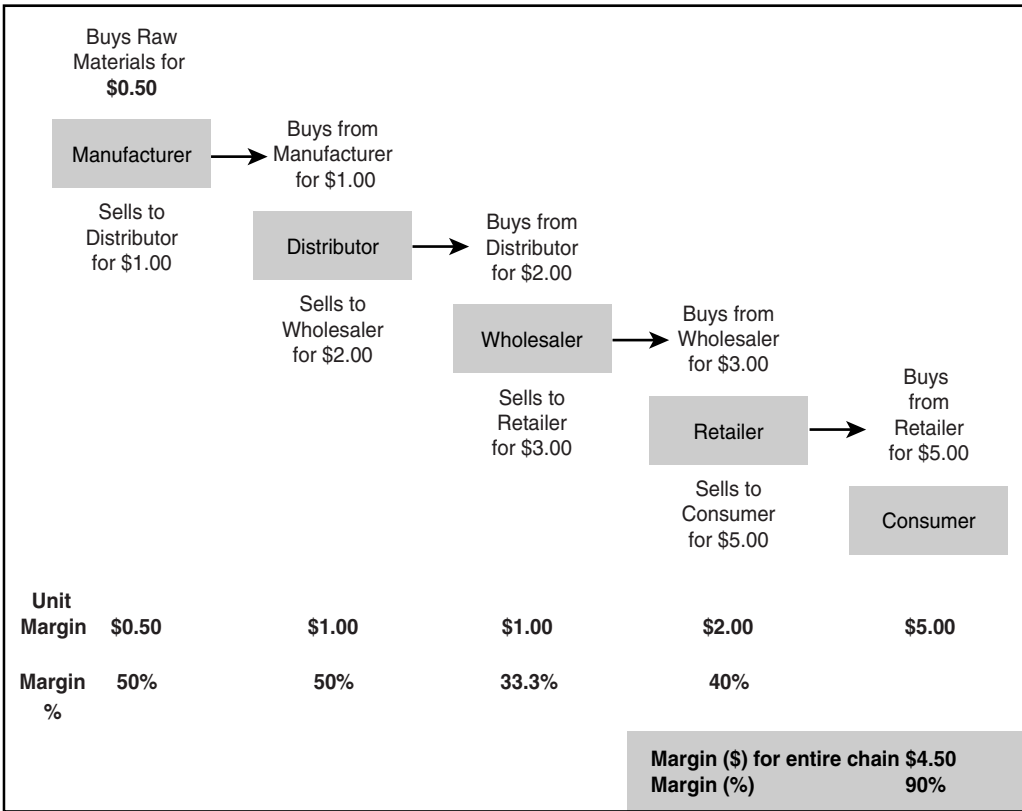 Buys Raw
Materials for
$0.50
Manufacturer
Sells to
Distributor
for $1.00
Buys from
Manufacturer
for $1.00
Distributor
Sells to
Wholesaler
for $2.00
Buys from
Distributor
for $2.00
Wholesaler
Sells to
Retailer
for $3.00
Buys from
Wholesaler
for $3.00
Retailer
Sells to
Consumer
for $5.00
Buys
from
Retailer
for $5.00
Consumer
Unit
Margin $0.50 $1.00 $1.00 $2.00 $5.00
Margin 50% 50% 33.3% 40%
%
Margin ($) for entire chain $4.50
Margin (%) 90%